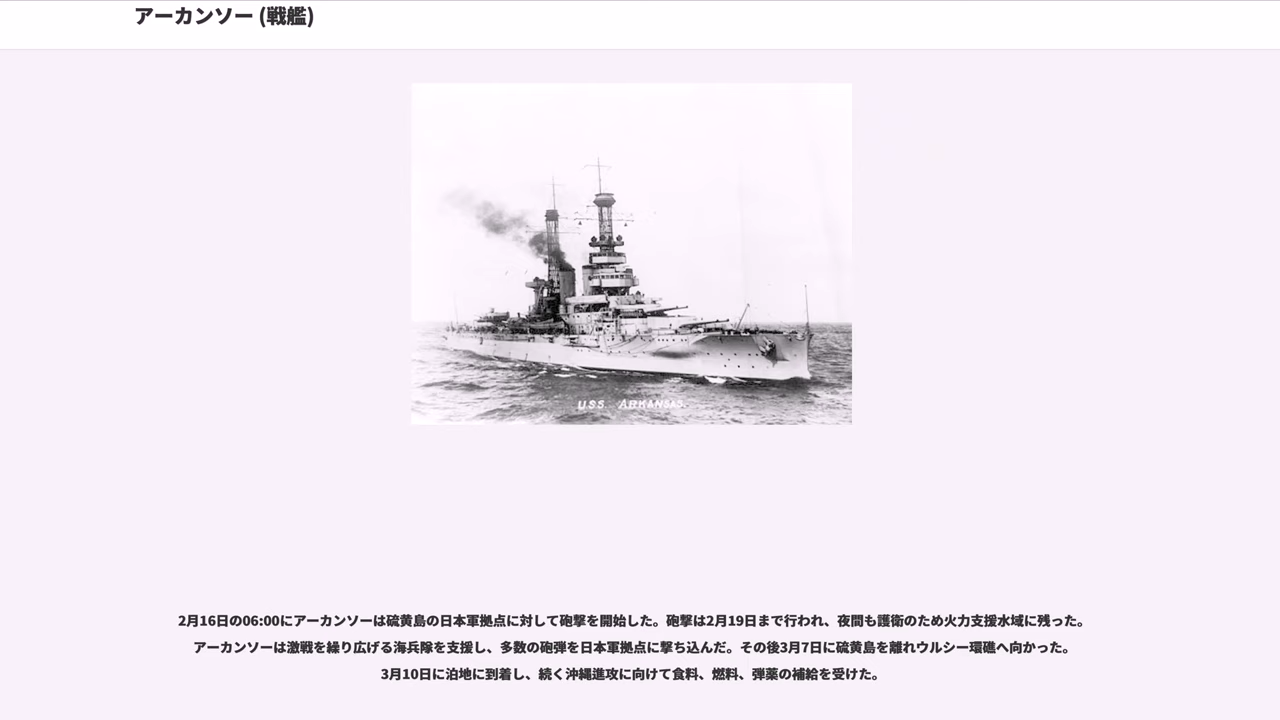 アーカンソー (戦艦)
USS ARKANSAS.
2月16日の06:00にアーカンソーは硫黄島の日本軍拠点に対して砲撃を開始した。砲撃は2月19日まで行われ、夜間も護衛のため火力支援水域に残った。
アーカンソーは激戦を繰り広げる海兵隊を支援し、多数の砲弾を日本軍拠点に撃ち込んだ。その後3月7日に硫黄島を離れウルシー環礁へ向かった。
3月10日に泊地に到着し、続く沖縄進攻に向けて食料、燃料、弾薬の補給を受けた。